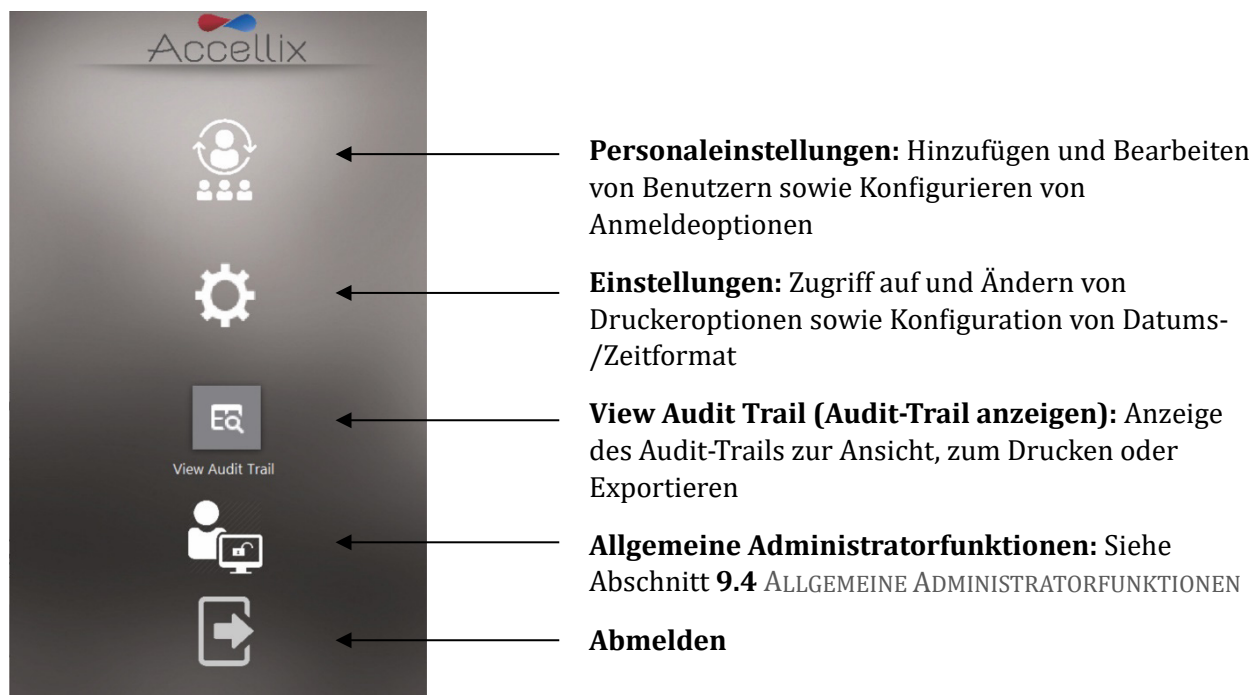 Accellix
Personaleinstellungen: Hinzufügen und Bearbeiten
von Benutzern sowie Konfigurieren von
Anmeldeoptionen
Einstellungen: Zugriff auf und Ändern von
Druckeroptionen sowie Konfiguration von Datums-
/Zeitformat
View Audit Trail
View Audit Trail (Audit-Trail anzeigen): Anzeige
des Audit-Trails zur Ansicht, zum Drucken oder
Exportieren
Allgemeine Administratorfunktionen: Siehe
Abschnitt 9.4 ALLGEMEINE ADMINISTRATORFUNKTIONEN
Abmelden